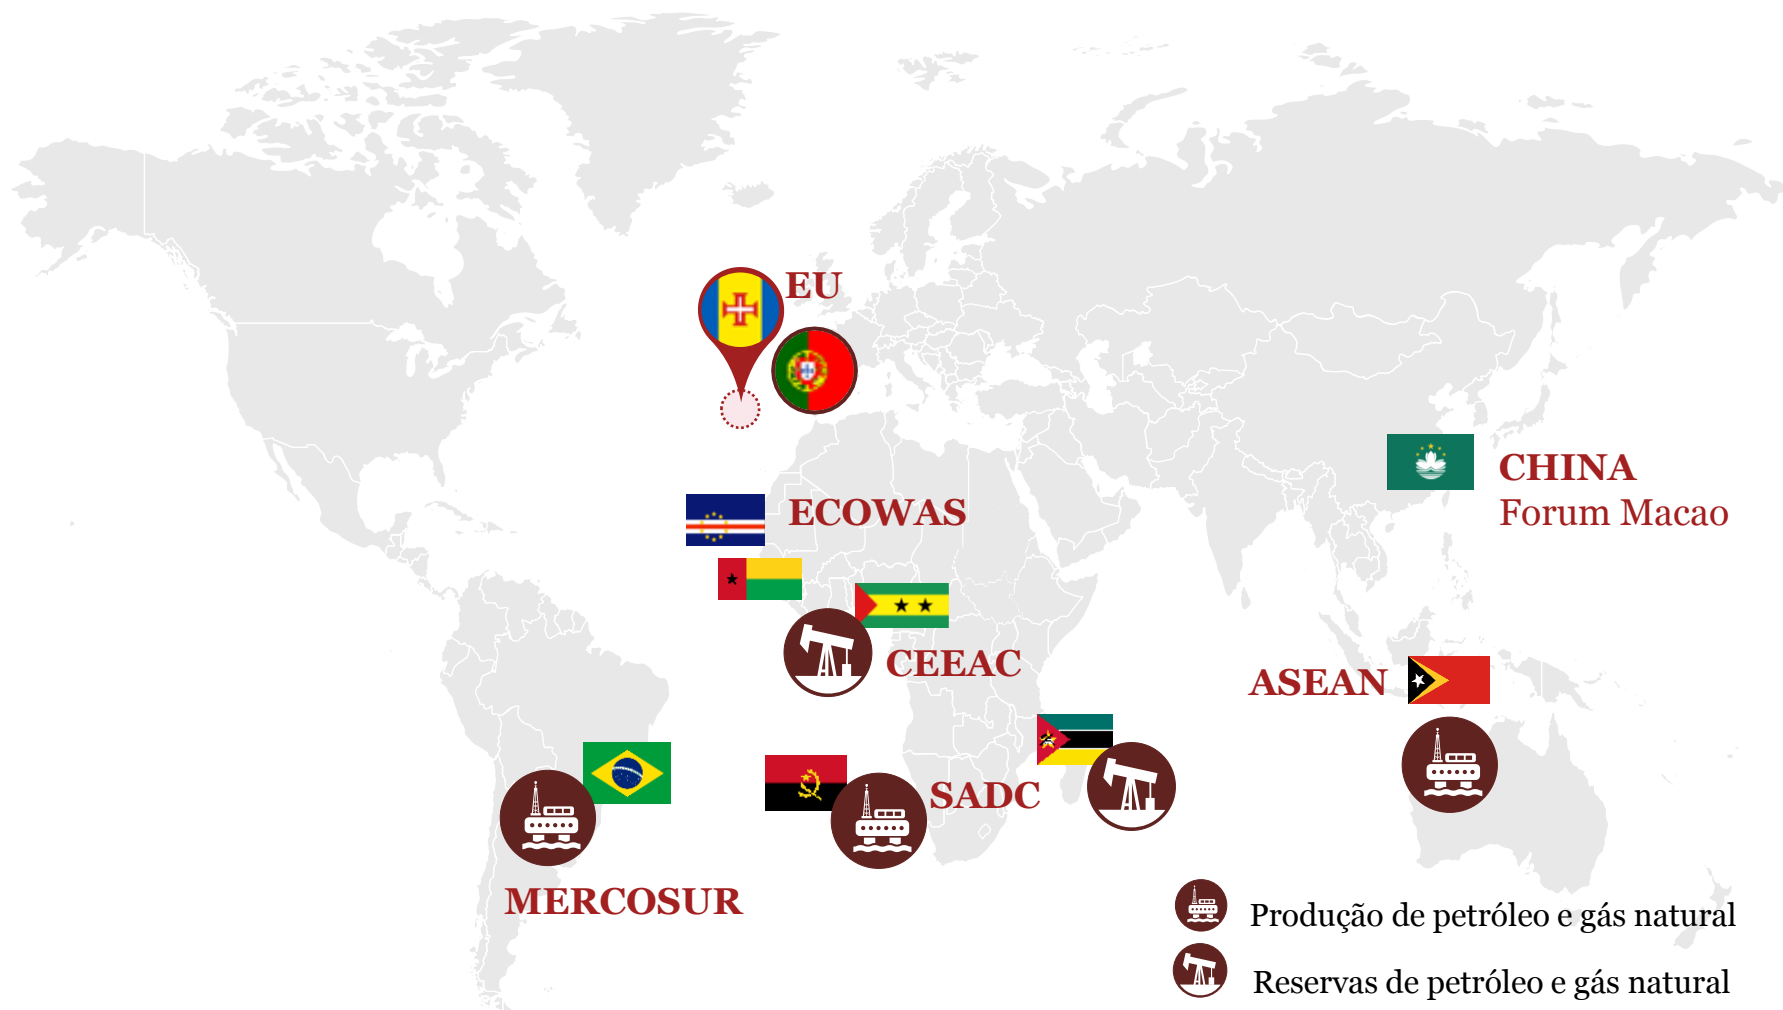 EU
CHINA
Forum Macao
ECOWAS
CEEAC
ASEAN
SADC
MERCOSUR
Produção de petróleo e gás natural
Reservas de petróleo e gás natural